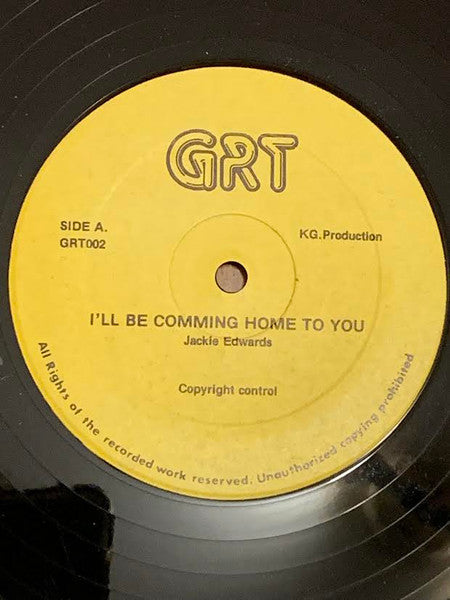 GRT
SIDE A.
GRT002
KG.Production
I'LL BE COMMING HOME TO YOU
Jackie Edwards
Copyright control
All Rights of the recorded work reserved. Unauthorized copying prohibited